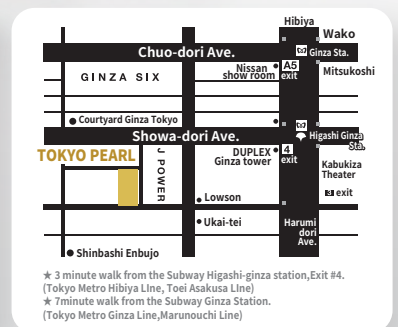 Hibiya
Wako
Chuo-dori Ave.
Ginza Sta.
Nissan
show room
A5
exit
Mitsukoshi
GINZA SIX
Courtyard Ginza Tokyo
Showa-dori Ave.
Higashi Ginza
Sta.
TOKYO PEARL
J POWER
DUPLEX
Ginza tower
4
exit
Kabukiza
Theater
3 exit
Lowson
Ukai-tei
Harumi
dori
Ave.
Shinbashi Enbujo
★ 3 minute walk from the Subway Higashi-ginza station,Exit #4.
(Tokyo Metro Hibiya LIne, Toei Asakusa LIne)
★ 7minute walk from the Subway Ginza Station.
(Tokyo Metro Ginza Line,Marunouchi Line)